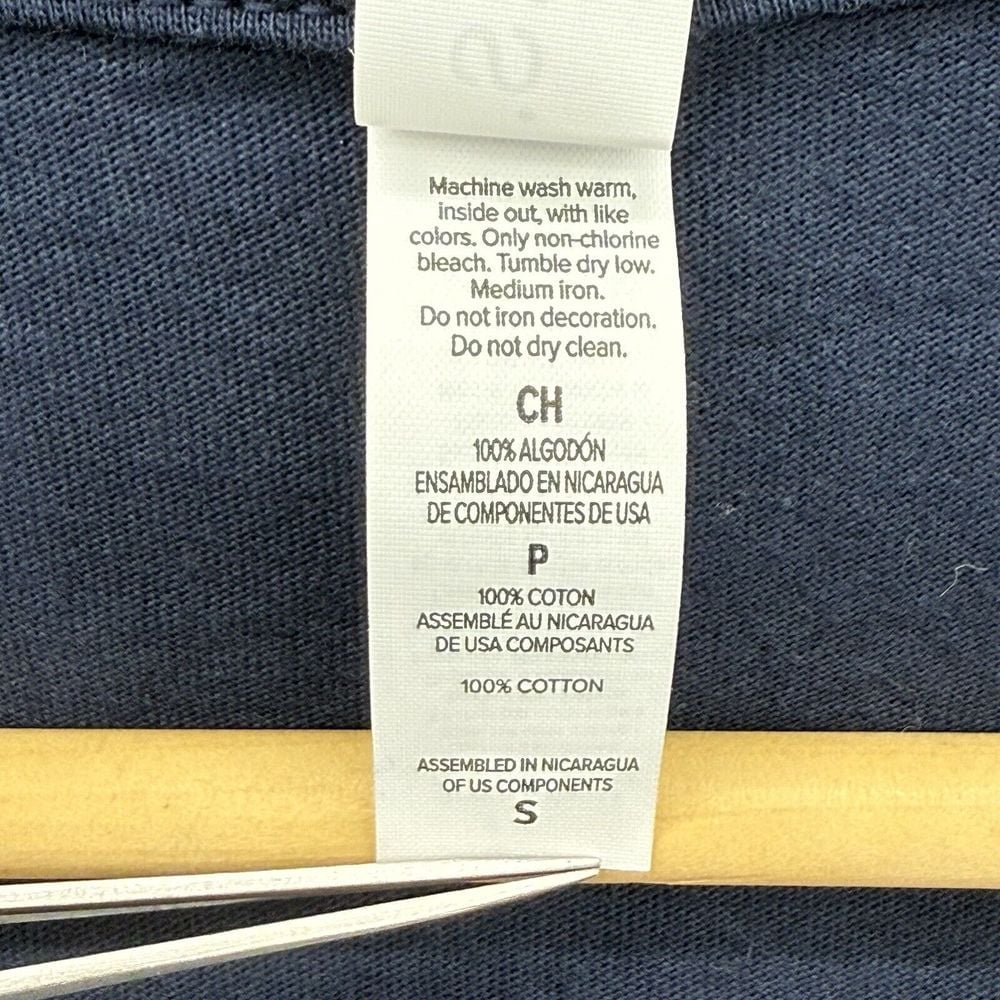 Machine wash warm,
inside out, with like
colors. Only non-chlorine
bleach. Tumble dry low.
Medium iron.
Do not iron decoration.
Do not dry clean.
CH
100% ALGODÓN
ENSAMBLADO EN NICARAGUA
DE COMPONENTES DE USA
P
100% COTON
ASSEMBLÉ AU NICARAGUA
DE USA COMPOSANTS
100% COTTON
ASSEMBLED IN NICARAGUA
OF US COMPONENTS
S